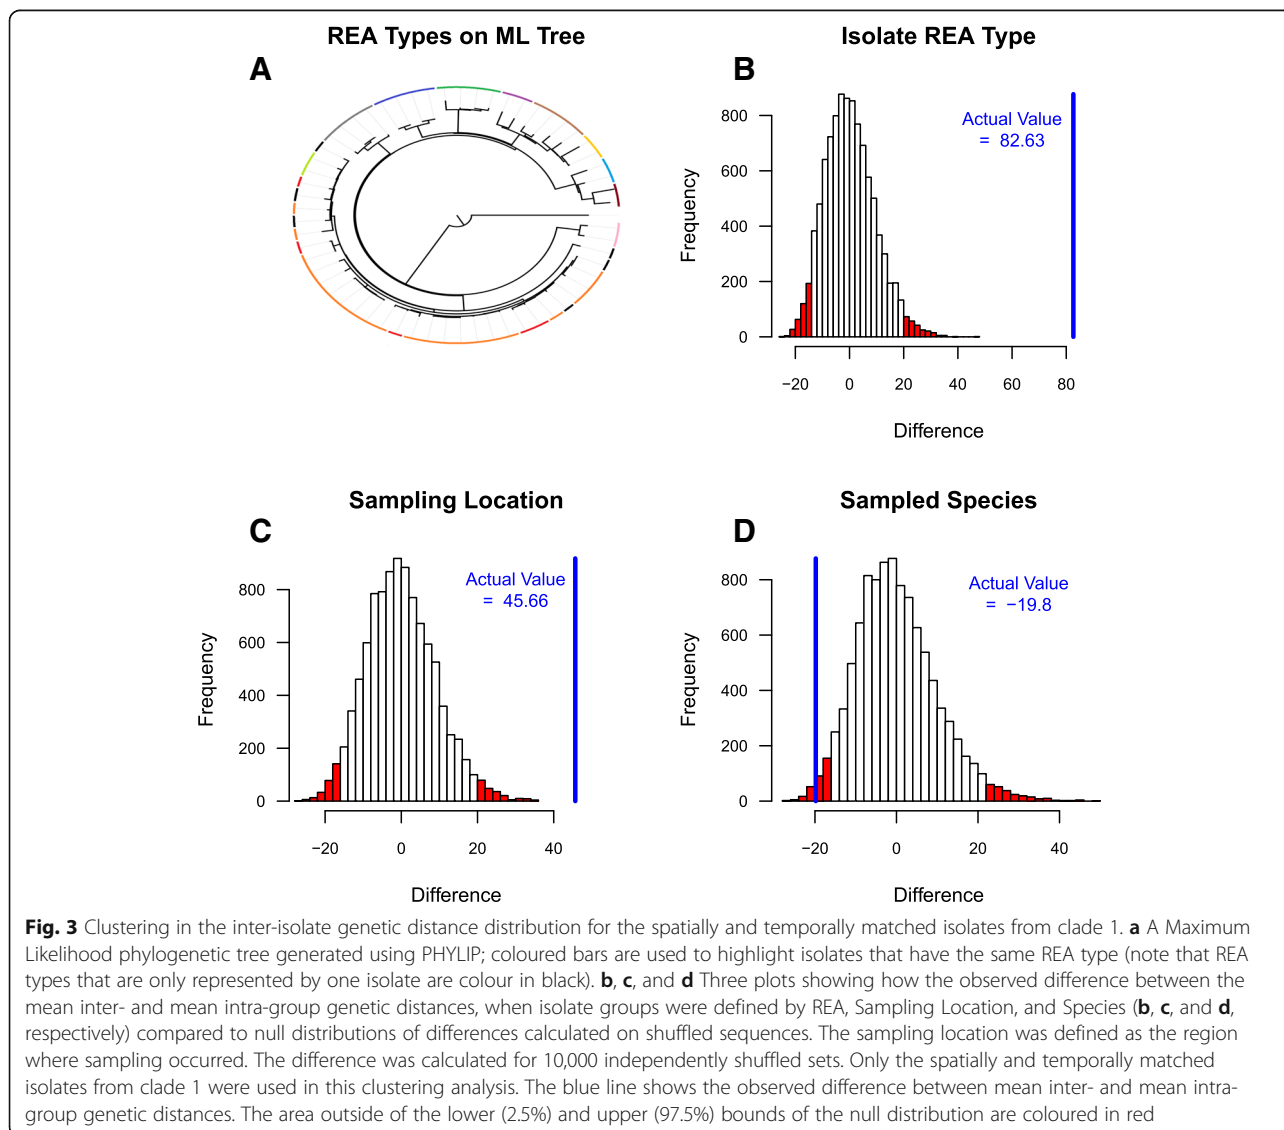 REA Types on ML Tree
A
Isolate REA Type
B
Actual Value
= 82.63
Frequency
800
600
400
200
0
−20 0 20 40 60 80
Difference
Sampling Location
C
Actual Value
= 45.66
Frequency
800
600
400
200
0
−20 0 20 40
Difference
Sampled Species
D
Actual Value
= −19.8
Frequency
800
600
400
200
0
−20 0 20 40
Difference
Fig. 3 Clustering in the inter-isolate genetic distance distribution for the spatially and temporally matched isolates from clade 1. a A Maximum
Likelihood phylogenetic tree generated using PHYLIP; coloured bars are used to highlight isolates that have the same REA type (note that REA
types that are only represented by one isolate are colour in black). b, c, and d Three plots showing how the observed difference between the
mean inter- and mean intra-group genetic distances, when isolate groups were defined by REA, Sampling Location, and Species (b, c, and d,
respectively) compared to null distributions of differences calculated on shuffled sequences. The sampling location was defined as the region
where sampling occurred. The difference was calculated for 10,000 independently shuffled sets. Only the spatially and temporally matched
isolates from clade 1 were used in this clustering analysis. The blue line shows the observed difference between mean inter- and mean intra-
group genetic distances. The area outside of the lower (2.5%) and upper (97.5%) bounds of the null distribution are coloured in red